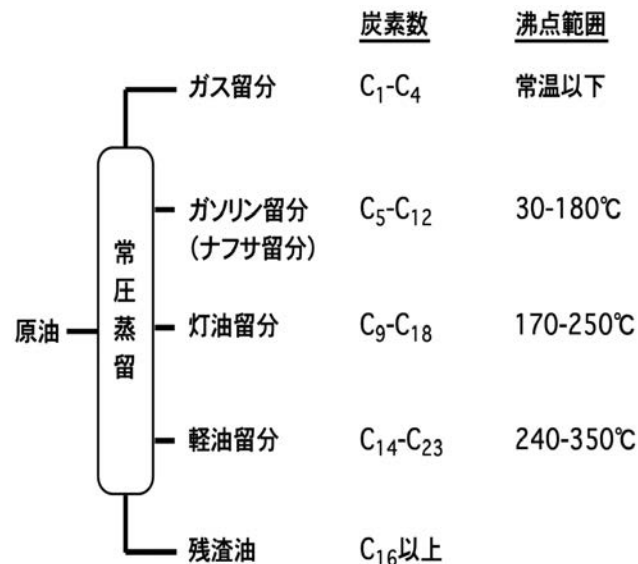 炭素数 沸点範囲
ガス留分 C₁-C₄ 常温以下
ガソリン留分 C₅-C₁₂ 30-180℃
(ナフサ留分)
原油 常圧蒸留 灯油留分 C₉-C₁₈ 170-250℃
軽油留分 C₁₄-C₂₃ 240-350℃
残渣油 C₁₆以上